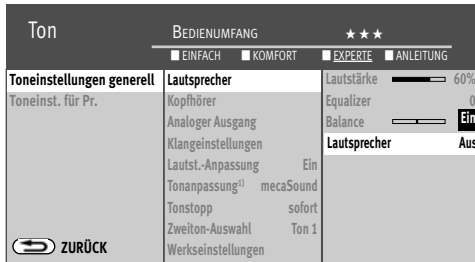 Ton
BEDIENUMFANG ★★★
EINFACH KOMFORT EXPERTE ANLEITUNG
Toneinstellungen generell
Toneinst. für Pr.
ZURÜCK
Lautsprecher
Kopfhörer
Analoger Ausgang
Klangeinstellungen
Lautst.-Anpassung Ein
Tonanpassung¹⁾ mecaSound
Tonstopp sofort
Zweiton-Auswahl Ton 1
Werkseinstellungen
Lautstärke 60%
Equalizer 0
Balance
Ein
Lautsprecher Aus